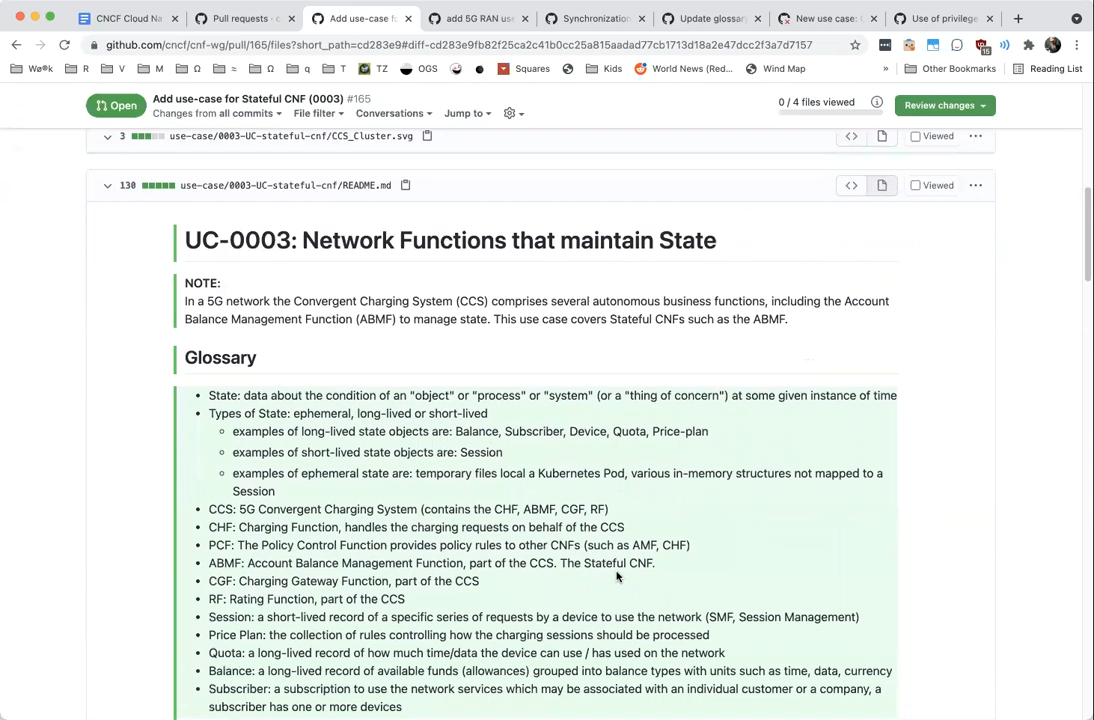 CNCF Cloud Na
Pull requests · c
Add use-case fo
add 5G RAN use
Synchronization
Update glossary
New use case: C
Use of privilege
github.com/cncf/cnf-wg/pull/165/files?short_path=cd283e9#diff-cd283e9fb82f25ca2c41b0cc25a815aadad77cb1713d18a2e47dcc2f3a7d7157
15
Wørk
R
V
M
Ω
≈
Ω
q
T
TZ
OGS
Squares
Kids
World News (Red...
Wind Map
»
Other Bookmarks
Reading List
Open
Add use-case for Stateful CNF (0003) #165
Changes from all commits
File filter
Conversations
Jump to
0 / 4 files viewed
Review changes
3 use-case/0003-UC-stateful-cnf/CCS_Cluster.svg
<> Viewed ...
130 use-case/0003-UC-stateful-cnf/README.md
<> Viewed ...
UC-0003: Network Functions that maintain State
NOTE:
In a 5G network the Convergent Charging System (CCS) comprises several autonomous business functions, including the Account
Balance Management Function (ABMF) to manage state. This use case covers Stateful CNFs such as the ABMF.
Glossary
• State: data about the condition of an "object" or "process" or "system" (or a "thing of concern") at some given instance of time
• Types of State: ephemeral, long-lived or short-lived
◦ examples of long-lived state objects are: Balance, Subscriber, Device, Quota, Price-plan
◦ examples of short-lived state objects are: Session
◦ examples of ephemeral state are: temporary files local a Kubernetes Pod, various in-memory structures not mapped to a
Session
• CCS: 5G Convergent Charging System (contains the CHF, ABMF, CGF, RF)
• CHF: Charging Function, handles the charging requests on behalf of the CCS
• PCF: The Policy Control Function provides policy rules to other CNFs (such as AMF, CHF)
• ABMF: Account Balance Management Function, part of the CCS. The Stateful CNF.
• CGF: Charging Gateway Function, part of the CCS
• RF: Rating Function, part of the CCS
• Session: a short-lived record of a specific series of requests by a device to use the network (SMF, Session Management)
• Price Plan: the collection of rules controlling how the charging sessions should be processed
• Quota: a long-lived record of how much time/data the device can use / has used on the network
• Balance: a long-lived record of available funds (allowances) grouped into balance types with units such as time, data, currency
• Subscriber: a subscription to use the network services which may be associated with an individual customer or a company, a
subscriber has one or more devices